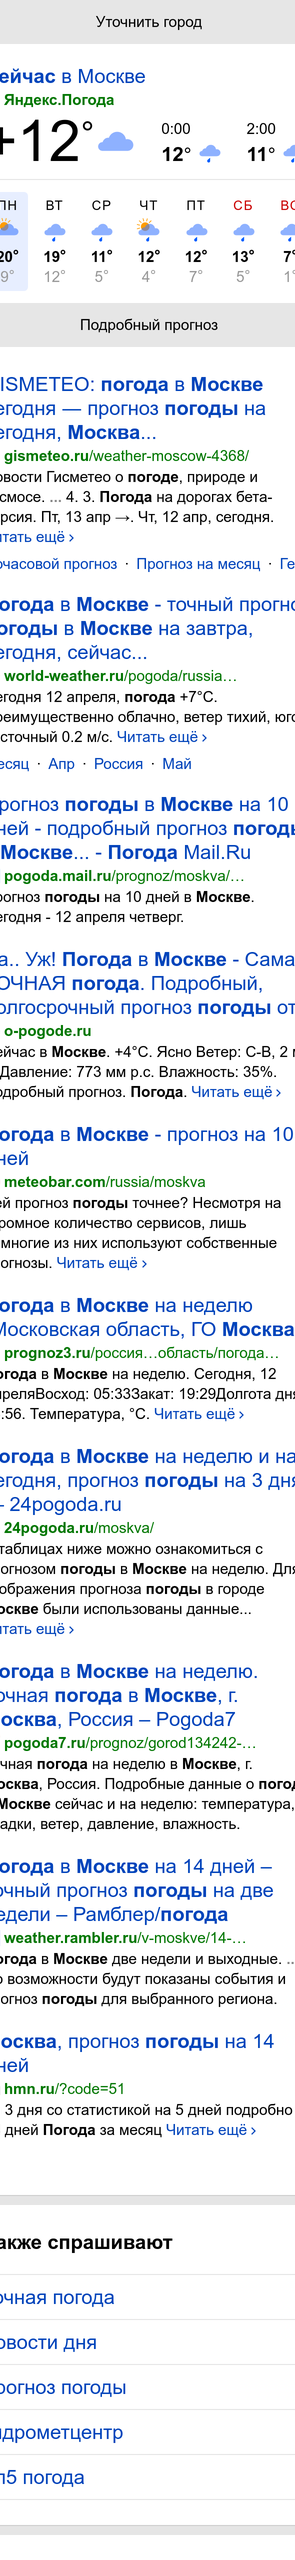 Уточнить город
ейчас в Москве
Яндекс.Погода
+12°
0:00
2:00
12°
11°
ПН ВТ СР ЧТ ПТ СБ ВС
20° 19° 11° 12° 12° 13° 7°
9° 12° 5° 4° 7° 5° 1°
Подробный прогноз
ISMETEO: погода в Москве
егодня — прогноз погоды на
егодня, Москва...
gismeteo.ru/weather-moscow-4368/
овости Гисметео о погоде, природе и
смосе. ... 4. 3. Погода на дорогах бета-
рсия. Пт, 13 апр →. Чт, 12 апр, сегодня.
тать ещё ›
очасовой прогноз · Прогноз на месяц · Ге
огода в Москве - точный прогно
огоды в Москве на завтра,
егодня, сейчас...
world-weather.ru/pogoda/russia…
егодня 12 апреля, погода +7°C.
реимущественно облачно, ветер тихий, юго
сточный 0.2 м/с. Читать ещё ›
есяц · Апр · Россия · Май
рогноз погоды в Москве на 10
ней - подробный прогноз погоды
Москве... - Погода Mail.Ru
pogoda.mail.ru/prognoz/moskva/…
рогноз погоды на 10 дней в Москве.
егодня - 12 апреля четверг.
а.. Уж! Погода в Москве - Сама
ОЧНАЯ погода. Подробный,
олгосрочный прогноз погоды от
o-pogode.ru
ейчас в Москве. +4°C. Ясно Ветер: С-В, 2 м
Давление: 773 мм р.с. Влажность: 35%.
одробный прогноз. Погода. Читать ещё ›
огода в Москве - прогноз на 10
ней
meteobar.com/russia/moskva
ей прогноз погоды точнее? Несмотря на
ромное количество сервисов, лишь
многие из них используют собственные
огнозы. Читать ещё ›
огода в Москве на неделю
Московская область, ГО Москва
prognoz3.ru/россия…область/погода…
огода в Москве на неделю. Сегодня, 12
преляВосход: 05:33Закат: 19:29Долгота дня
:56. Температура, °C. Читать ещё ›
огода в Москве на неделю и на
егодня, прогноз погоды на 3 дня
- 24pogoda.ru
24pogoda.ru/moskva/
таблицах ниже можно ознакомиться с
огнозом погоды в Москве на неделю. Для
ображения прогноза погоды в городе
оскве были использованы данные...
тать ещё ›
огода в Москве на неделю.
очная погода в Москве, г.
осква, Россия – Pogoda7
pogoda7.ru/prognoz/gorod134242-…
чная погода на неделю в Москве, г.
осква, Россия. Подробные данные о погод
Москве сейчас и на неделю: температура,
адки, ветер, давление, влажность.
огода в Москве на 14 дней –
очный прогноз погоды на две
едели – Рамблер/погода
weather.rambler.ru/v-moskve/14-…
огода в Москве две недели и выходные. ...
о возможности будут показаны события и
огноз погоды для выбранного региона.
осква, прогноз погоды на 14
ней
hmn.ru/?code=51
3 дня со статистикой на 5 дней подробно
дней Погода за месяц Читать ещё ›
акже спрашивают
очная погода
овости дня
рогноз погоды
идрометцентр
п5 погода